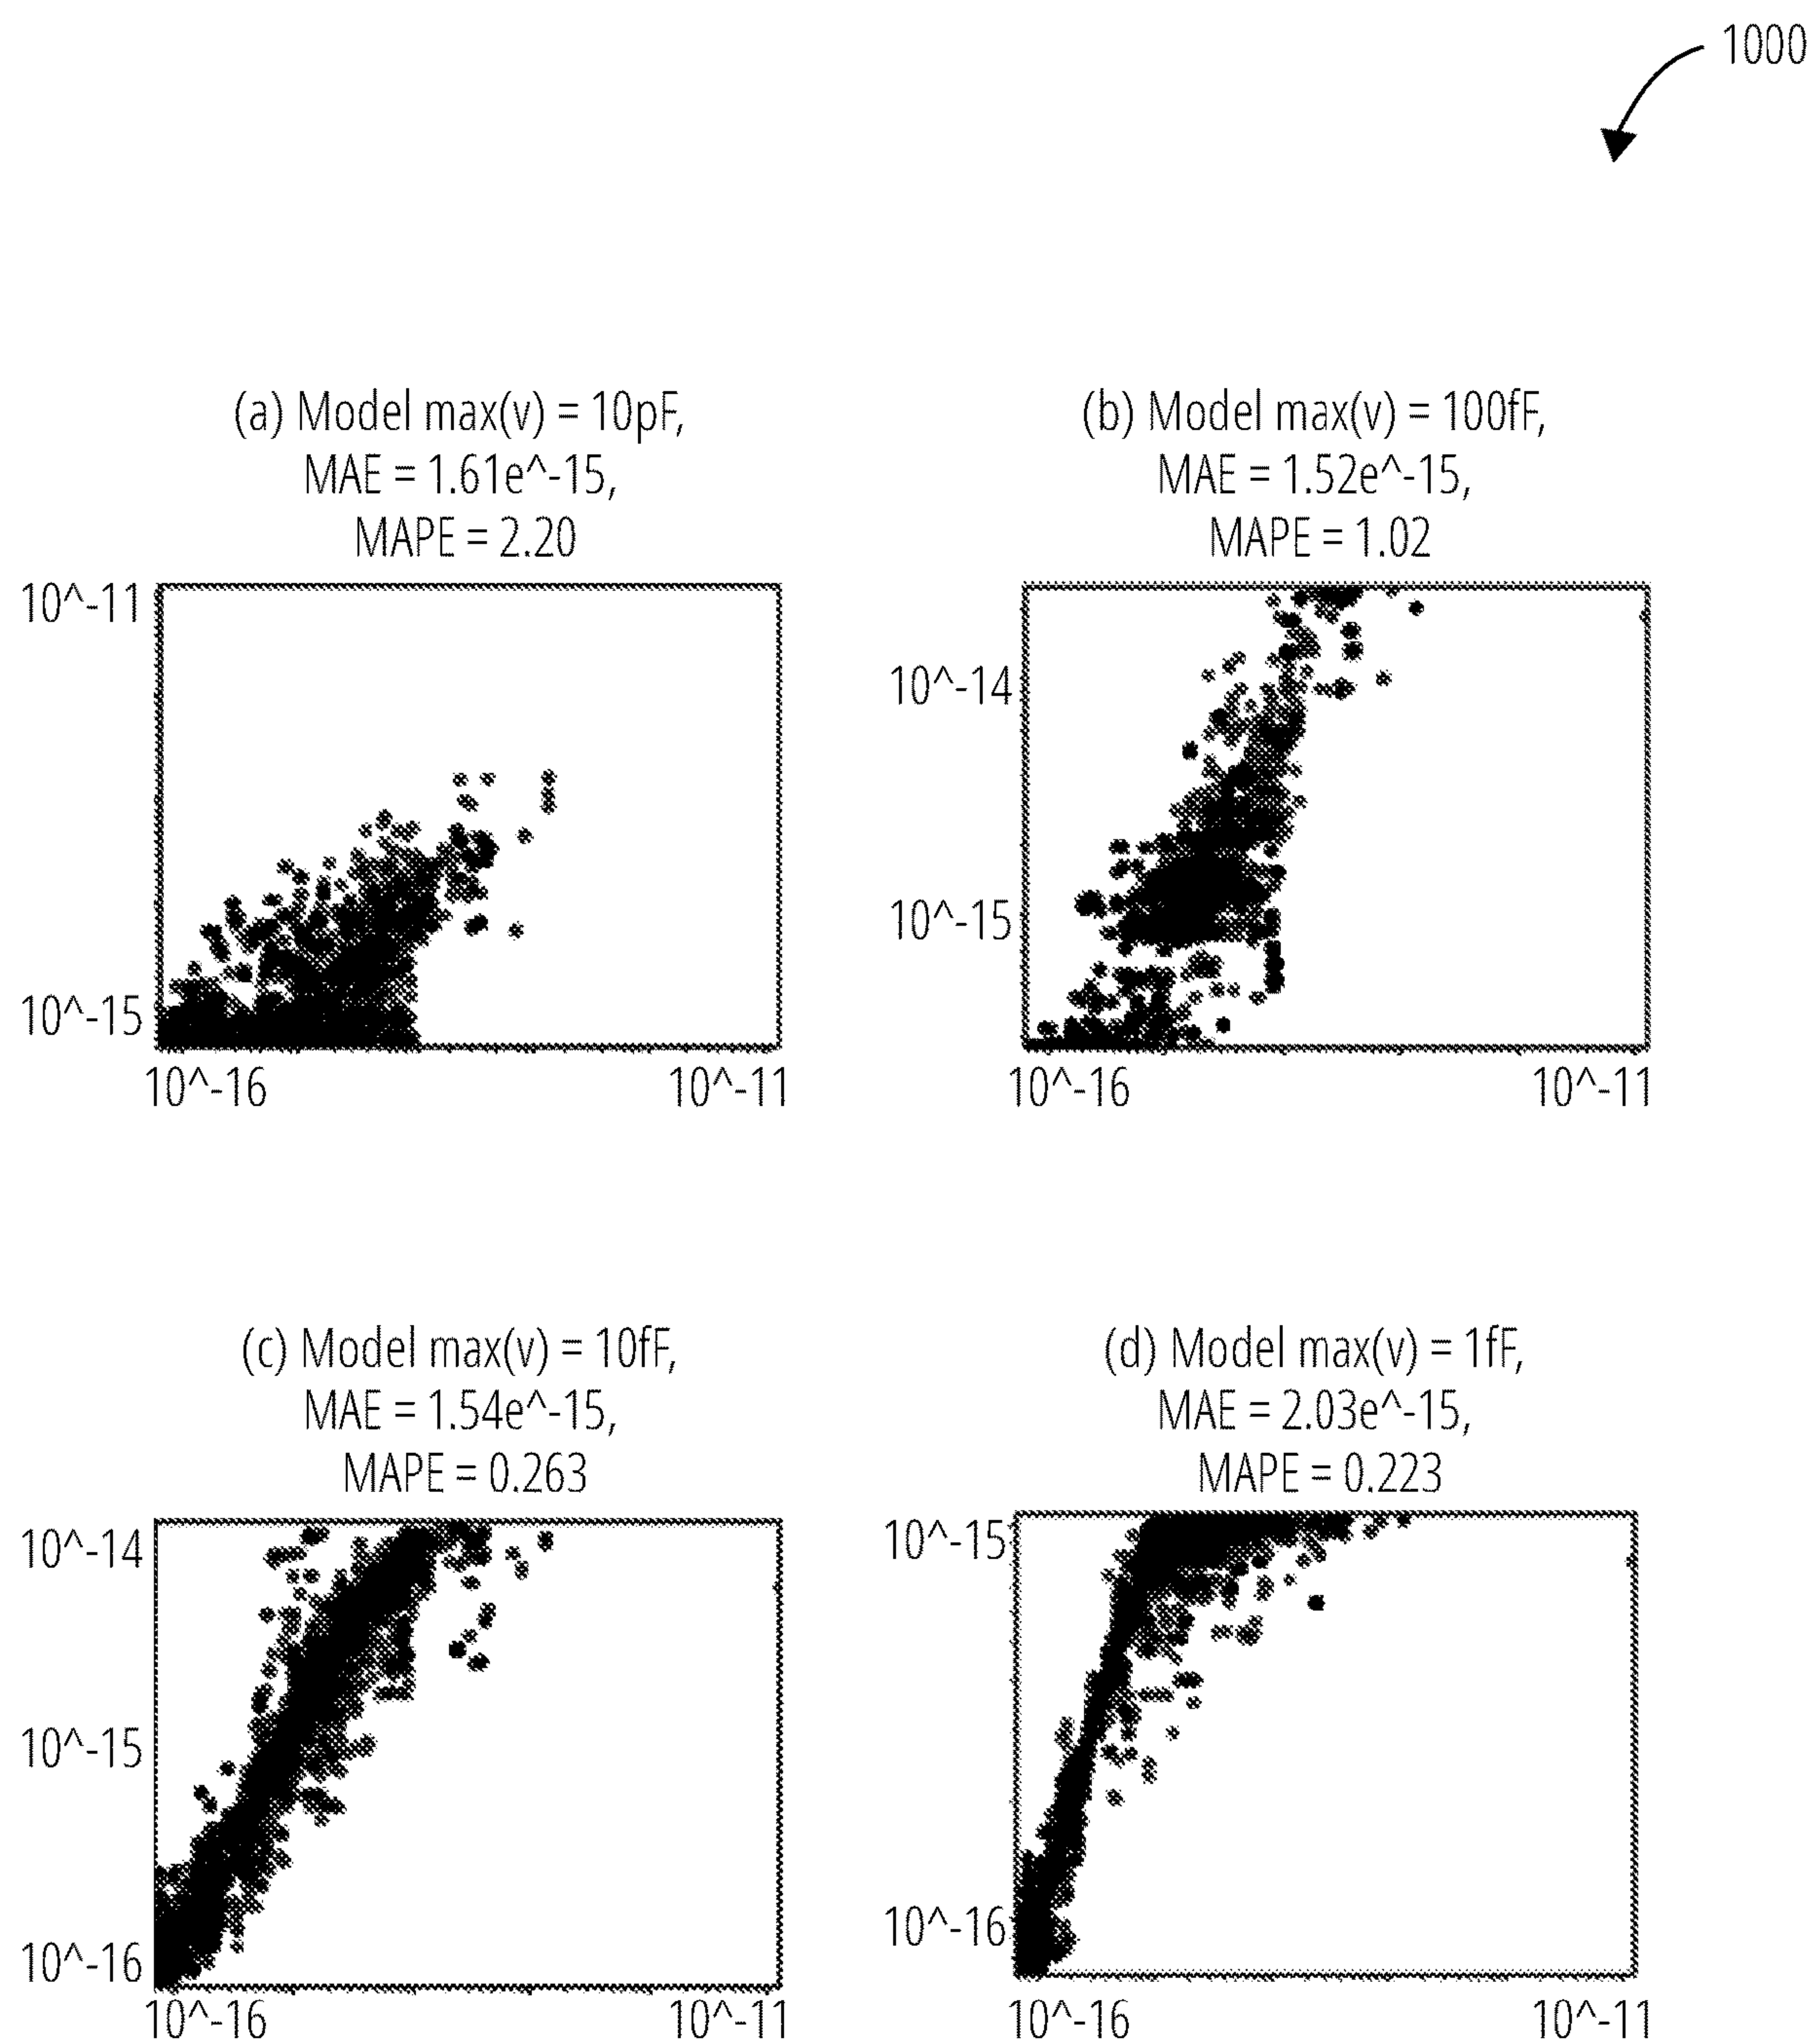 1000
(a) Model max(v) = 10pF,
MAE = 1.61e^-15,
MAPE = 2.20
10^-11
10^-15
10^-16
10^-11
(b) Model max(v) = 100fF,
MAE = 1.52e^-15,
MAPE = 1.02
10^-14
10^-15
10^-16
10^-11
(c) Model max(v) = 10fF,
MAE = 1.54e^-15,
MAPE = 0.263
10^-14
10^-15
10^-16
10^-16
10^-11
(d) Model max(v) = 1fF,
MAE = 2.03e^-15,
MAPE = 0.223
10^-15
10^-16
10^-16
10^-11